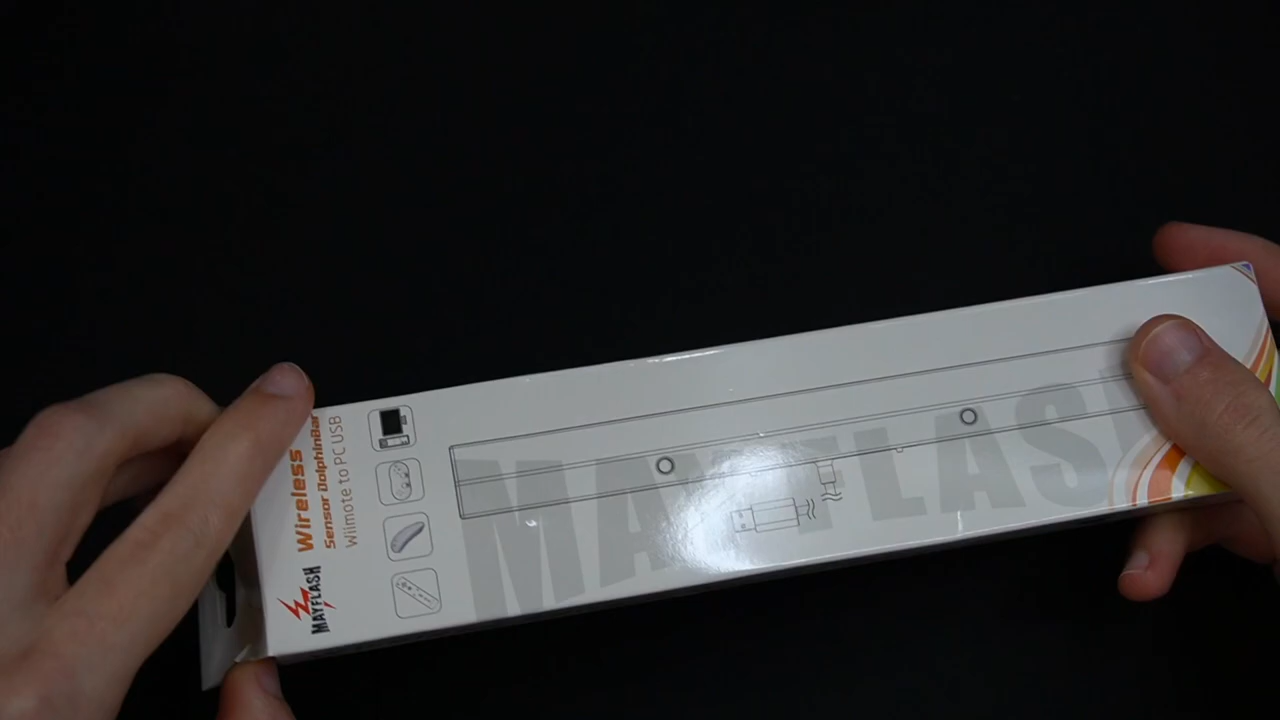 Wireless
Sensor DolphinBar
Wiimote to PC USB
MAYFLASH
MAYFLASH